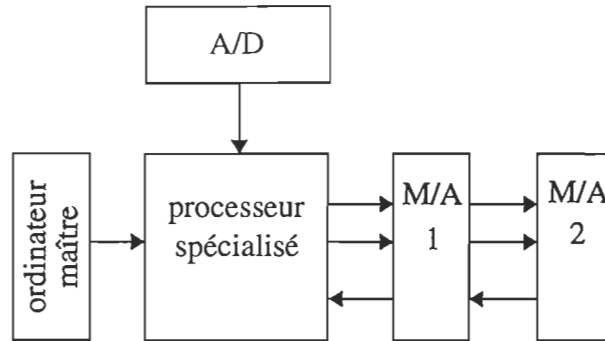 A/D
ordinateur
maître
processeur
spécialisé
M/A
1
M/A
2